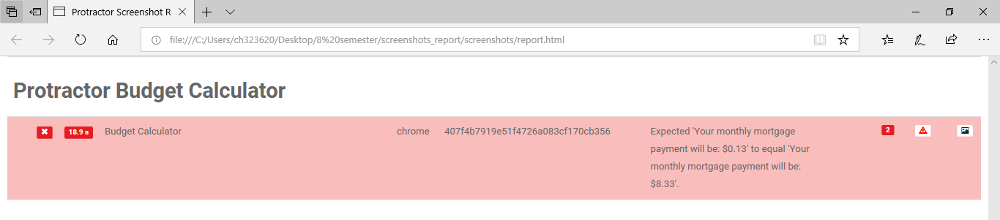 Protractor Screenshot R
file:///C:/Users/ch323620/Desktop/8%20semester/screenshots_report/screenshots/report.html
Protractor Budget Calculator
18.9 s Budget Calculator chrome 407f4b7919e51f4726a083cf170cb356 Expected 'Your monthly mortgage 2
payment will be: $0.13' to equal 'Your
monthly mortgage payment will be:
$8.33'.